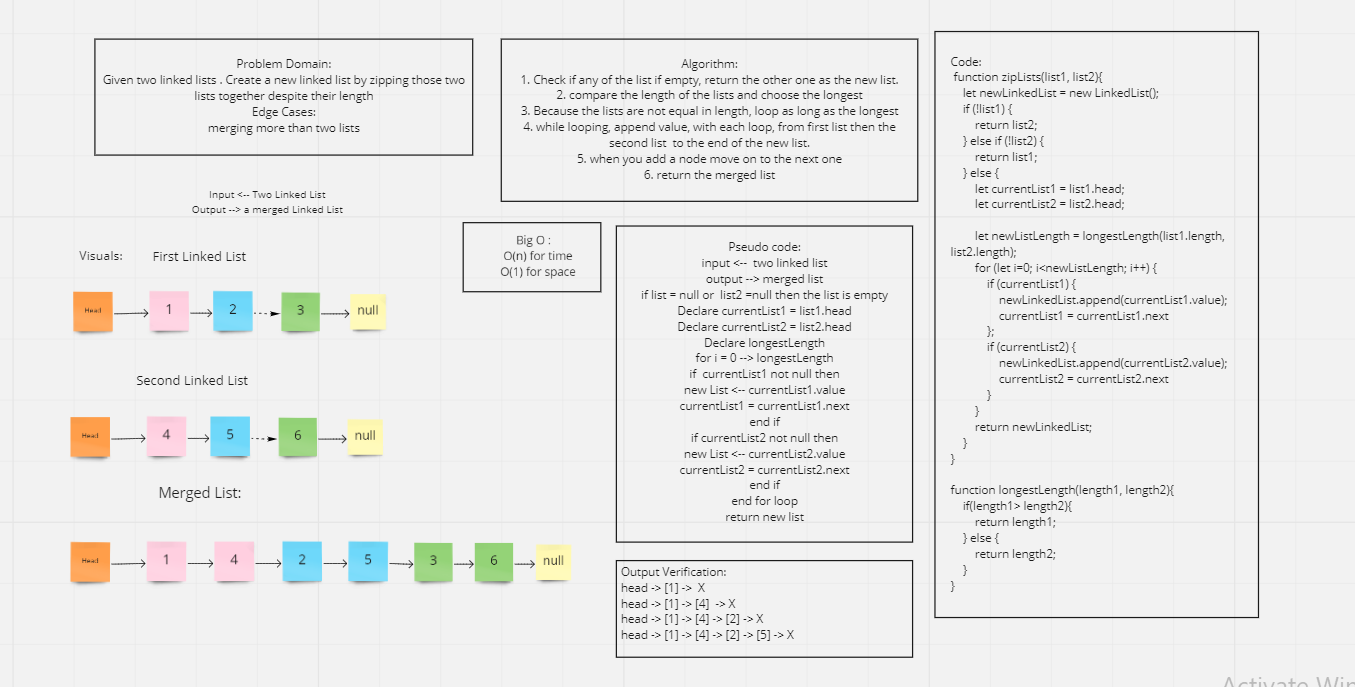 Problem Domain:
Given two linked lists . Create a new linked list by zipping those two
lists together despite their length
Edge Cases:
merging more than two lists
Input <-- Two Linked List
Output --> a merged Linked List
Visuals:
First Linked List
Head
1
2
3
null
Second Linked List
Head
4
5
6
null
Merged List:
Head
1
4
2
5
3
6
null
Algorithm:
1. Check if any of the list if empty, return the other one as the new list.
2. compare the length of the lists and choose the longest
3. Because the lists are not equal in length, loop as long as the longest
4. while looping, append value, with each loop, from first list then the
second list  to the end of the new list.
5. when you add a node move on to the next one
6. return the merged list
Big O :
O(n) for time
O(1) for space
Pseudo code:
input <--  two linked list
output --> merged list
if list = null or  list2 =null then the list is empty
Declare currentList1 = list1.head
Declare currentList2 = list2.head
Declare longestLength
for i = 0 --> longestLength
if  currentList1 not null then
new List <-- currentList1.value
currentList1 = currentList1.next
end if
if currentList2 not null then
new List <-- currentList2.value
currentList2 = currentList2.next
end if
end for loop
return new list
Output Verification:
head -> [1] ->  X
head -> [1] -> [4]  -> X
head -> [1] -> [4] -> [2] -> X
head -> [1] -> [4] -> [2] -> [5] -> X
Code:
function zipLists(list1, list2){
let newLinkedList = new LinkedList();
if (!list1) {
return list2;
} else if (!list2) {
return list1;
} else {
let currentList1 = list1.head;
let currentList2 = list2.head;
let newListLength = longestLength(list1.length,
list2.length);
for (let i=0; i<newListLength; i++) {
if (currentList1) {
newLinkedList.append(currentList1.value);
currentList1 = currentList1.next
};
if (currentList2) {
newLinkedList.append(currentList2.value);
currentList2 = currentList2.next
}
}
return newLinkedList;
}
}
function longestLength(length1, length2){
if(length1> length2){
return length1;
} else {
return length2;
}
}
Activate Win